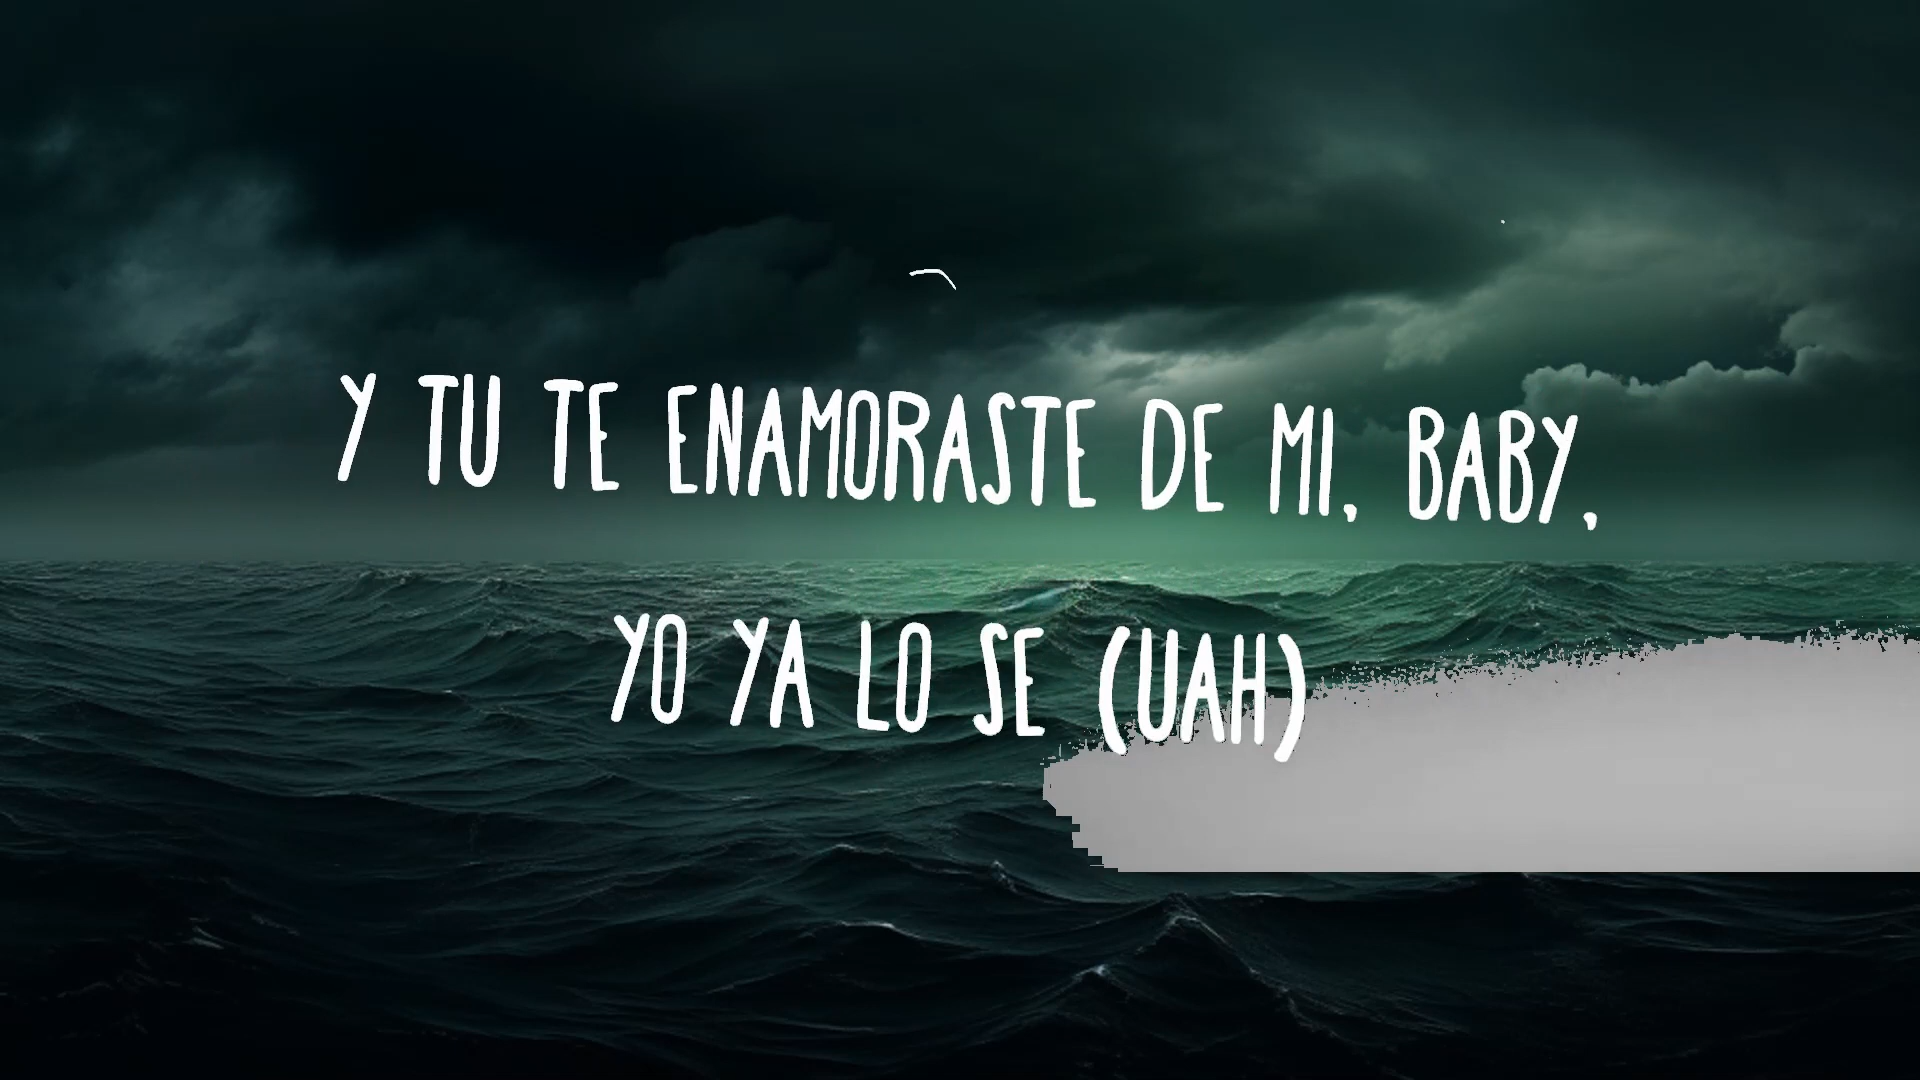 Y TU TE ENAMORASTE DE MI, BABY,
YO YA LO SE (UAH)